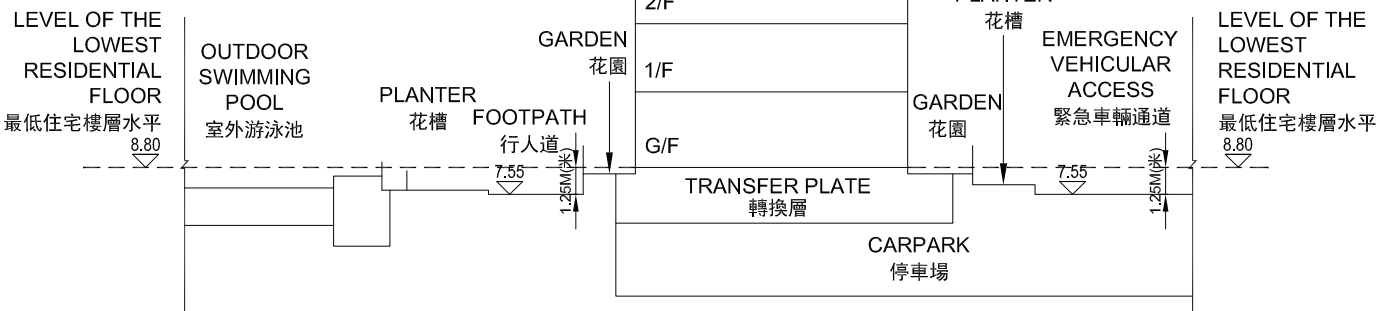 LEVEL OF THE
LOWEST
RESIDENTIAL
FLOOR
最低住宅樓層水平
8.80
OUTDOOR
SWIMMING
POOL
室外游泳池
PLANTER
花槽
FOOTPATH
行人道
7.55
1.25M(米)
GARDEN
花園
2/F
1/F
G/F
TRANSFER PLATE
轉換層
CARPARK
停車場
GARDEN
花園
PLANTER
花槽
EMERGENCY
VEHICULAR
ACCESS
緊急車輛通道
7.55
1.25M(米)
LEVEL OF THE
LOWEST
RESIDENTIAL
FLOOR
最低住宅樓層水平
8.80